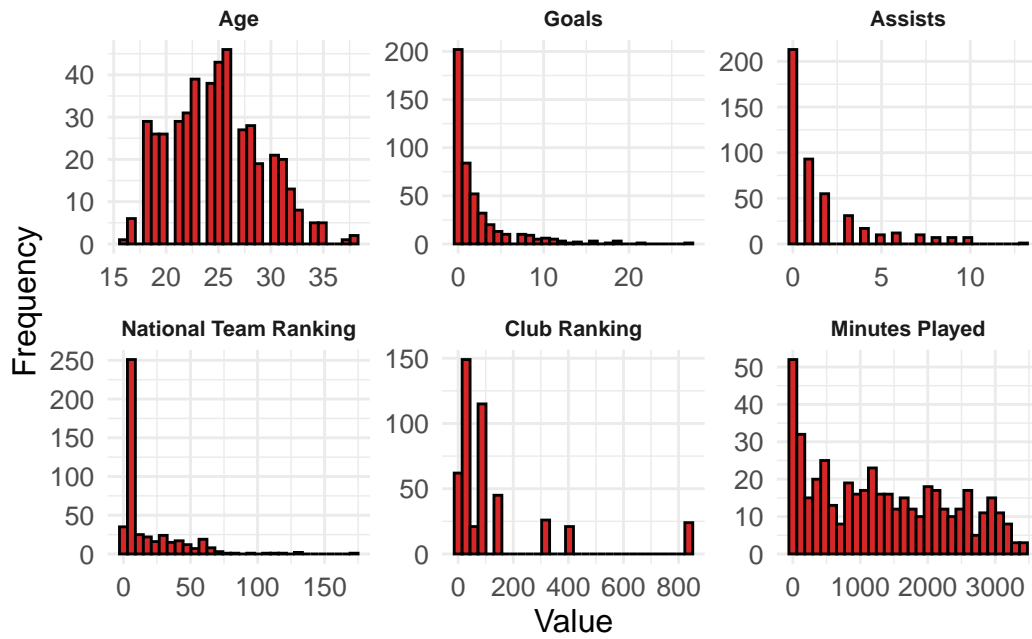 Age
Goals
Assists
0
10
20
30
40
15 20 25 30 35
0
50
100
150
200
0 10 20
0
50
100
150
200
0 5 10
National Team Ranking
Club Ranking
Minutes Played
0
50
100
150
200
250
0 50 100 150
0
50
100
150
0 200 400 600 800
0
10
20
30
40
50
0 1000 2000 3000
Value
Frequency